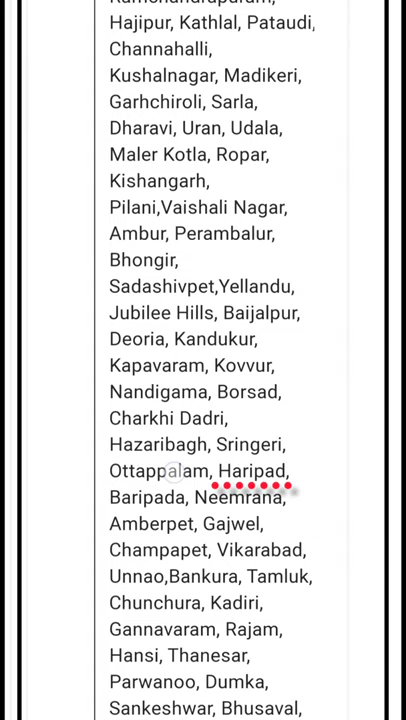 Hajipur, Kathlal, Pataudi,
Channahalli,
Kushalnagar, Madikeri,
Garhchiroli, Sarla,
Dharavi, Uran, Udala,
Maler Kotla, Ropar,
Kishangarh,
Pilani,Vaishali Nagar,
Ambur, Perambalur,
Bhongir,
Sadashivpet,Yellandu,
Jubilee Hills, Baijalpur,
Deoria, Kandukur,
Kapavaram, Kovvur,
Nandigama, Borsad,
Charkhi Dadri,
Hazaribagh, Sringeri,
Ottappalam, Haripad,
Baripada, Neemrana,
Amberpet, Gajwel,
Champapet, Vikarabad,
Unnao,Bankura, Tamluk,
Chunchura, Kadiri,
Gannavaram, Rajam,
Hansi, Thanesar,
Parwanoo, Dumka,
Sankeshwar, Bhusaval,